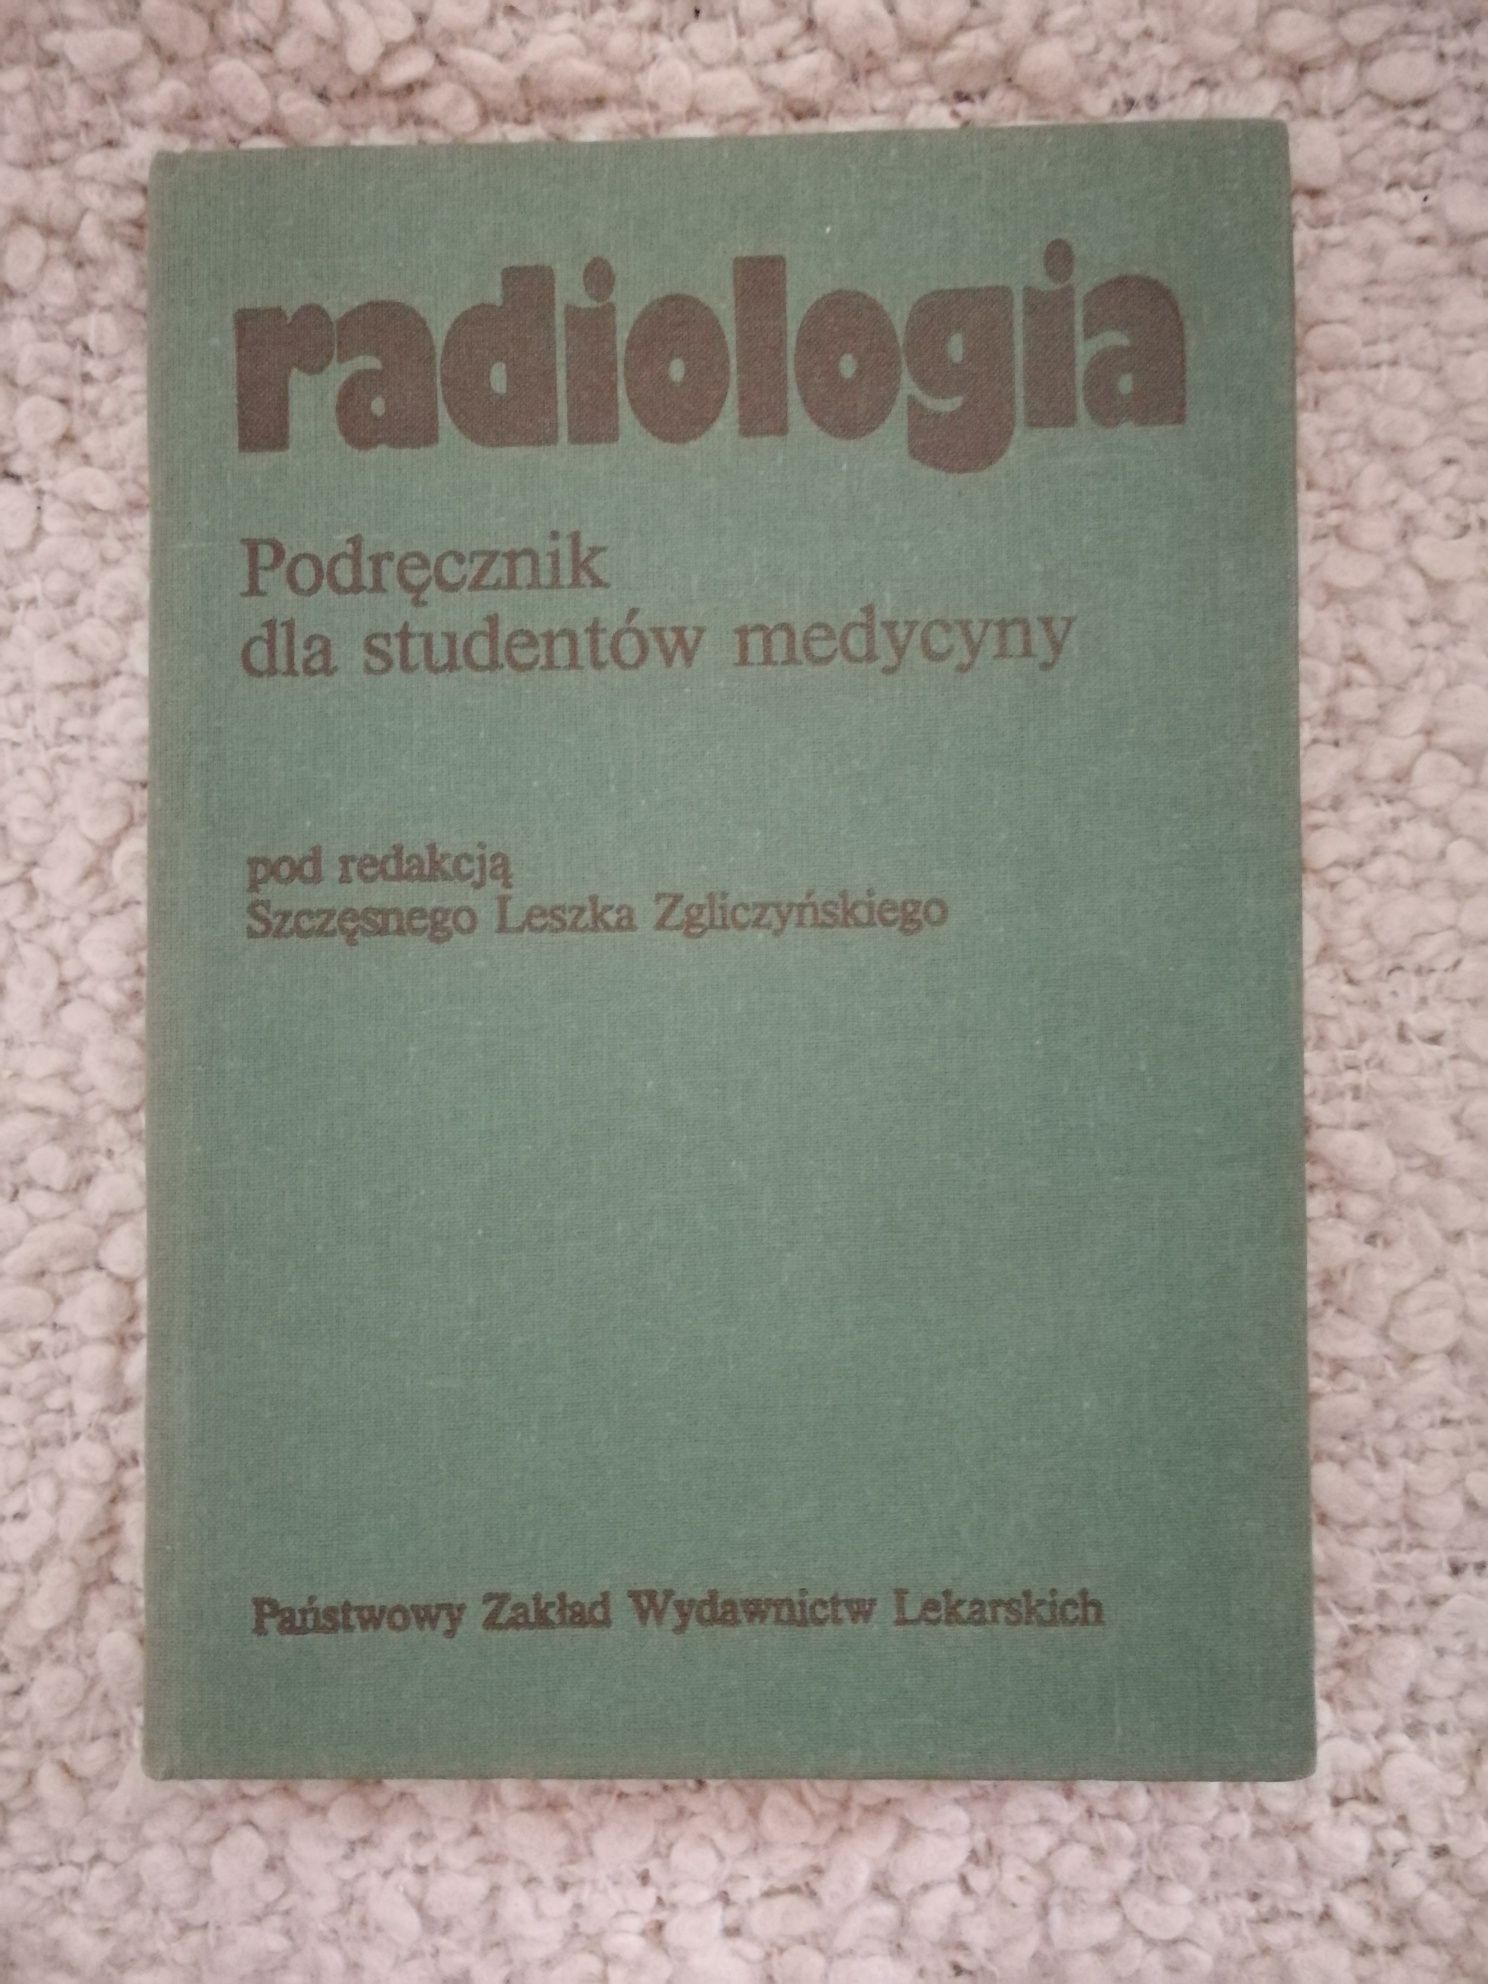 radiologia
Podręcznik
dla studentów medycyny
pod redakcją
Szczęsnego Leszka Zgliczyńskiego
Państwowy Zakład Wydawnictw Lekarskich